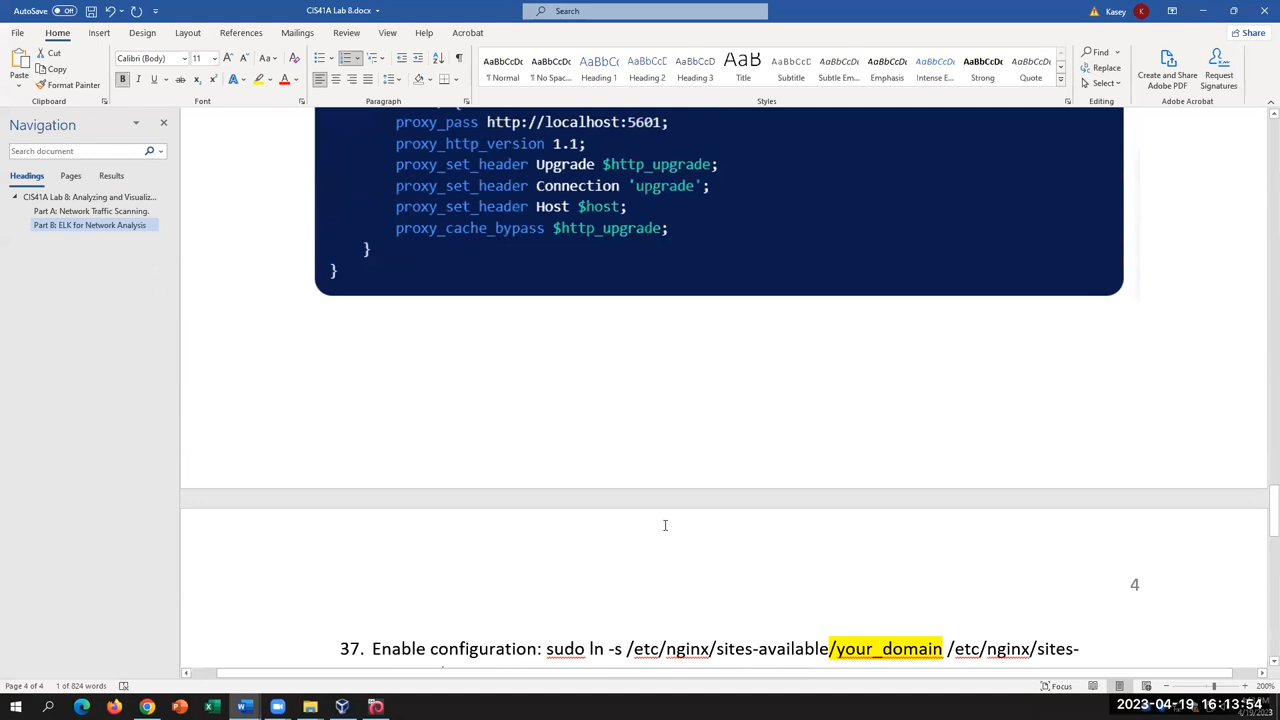 AutoSave Off CIS41A Lab 8.docx Search Kasey
File Home Insert Design Layout References Mailings Review View Help Acrobat Share
Paste Cut Copy Format Painter Clipboard
Calibri (Body) 11 Font
Paragraph
AaBbCcDc ¶ Normal
AaBbCcDc ¶ No Spac...
AaBbC( Heading 1
AaBbCcD Heading 2
AaBbCcD Heading 3
AaB Title
AaBbCcD Subtitle
AaBbCcDc Subtle Em...
AaBbCcDc Emphasis
AaBbCcDc Intense E...
AaBbCcDc Strong
AaBbCcDc Quote
Styles
Find Replace Select Editing
Create and Share Adobe PDF Request Signatures Adobe Acrobat
Navigation
Search document
Headings Pages Results
CIS41A Lab 8: Analyzing and Visualiz...
Part A: Network Traffic Scanning.
Part B: ELK for Network Analysis
proxy_pass http://localhost:5601;
proxy_http_version 1.1;
proxy_set_header Upgrade $http_upgrade;
proxy_set_header Connection 'upgrade';
proxy_set_header Host $host;
proxy_cache_bypass $http_upgrade;
}
}
4
37. Enable configuration: sudo ln -s /etc/nginx/sites-available/your_domain /etc/nginx/sites-
Page 4 of 4 1 of 824 words Focus 200%
2023-04-19 16:13:54